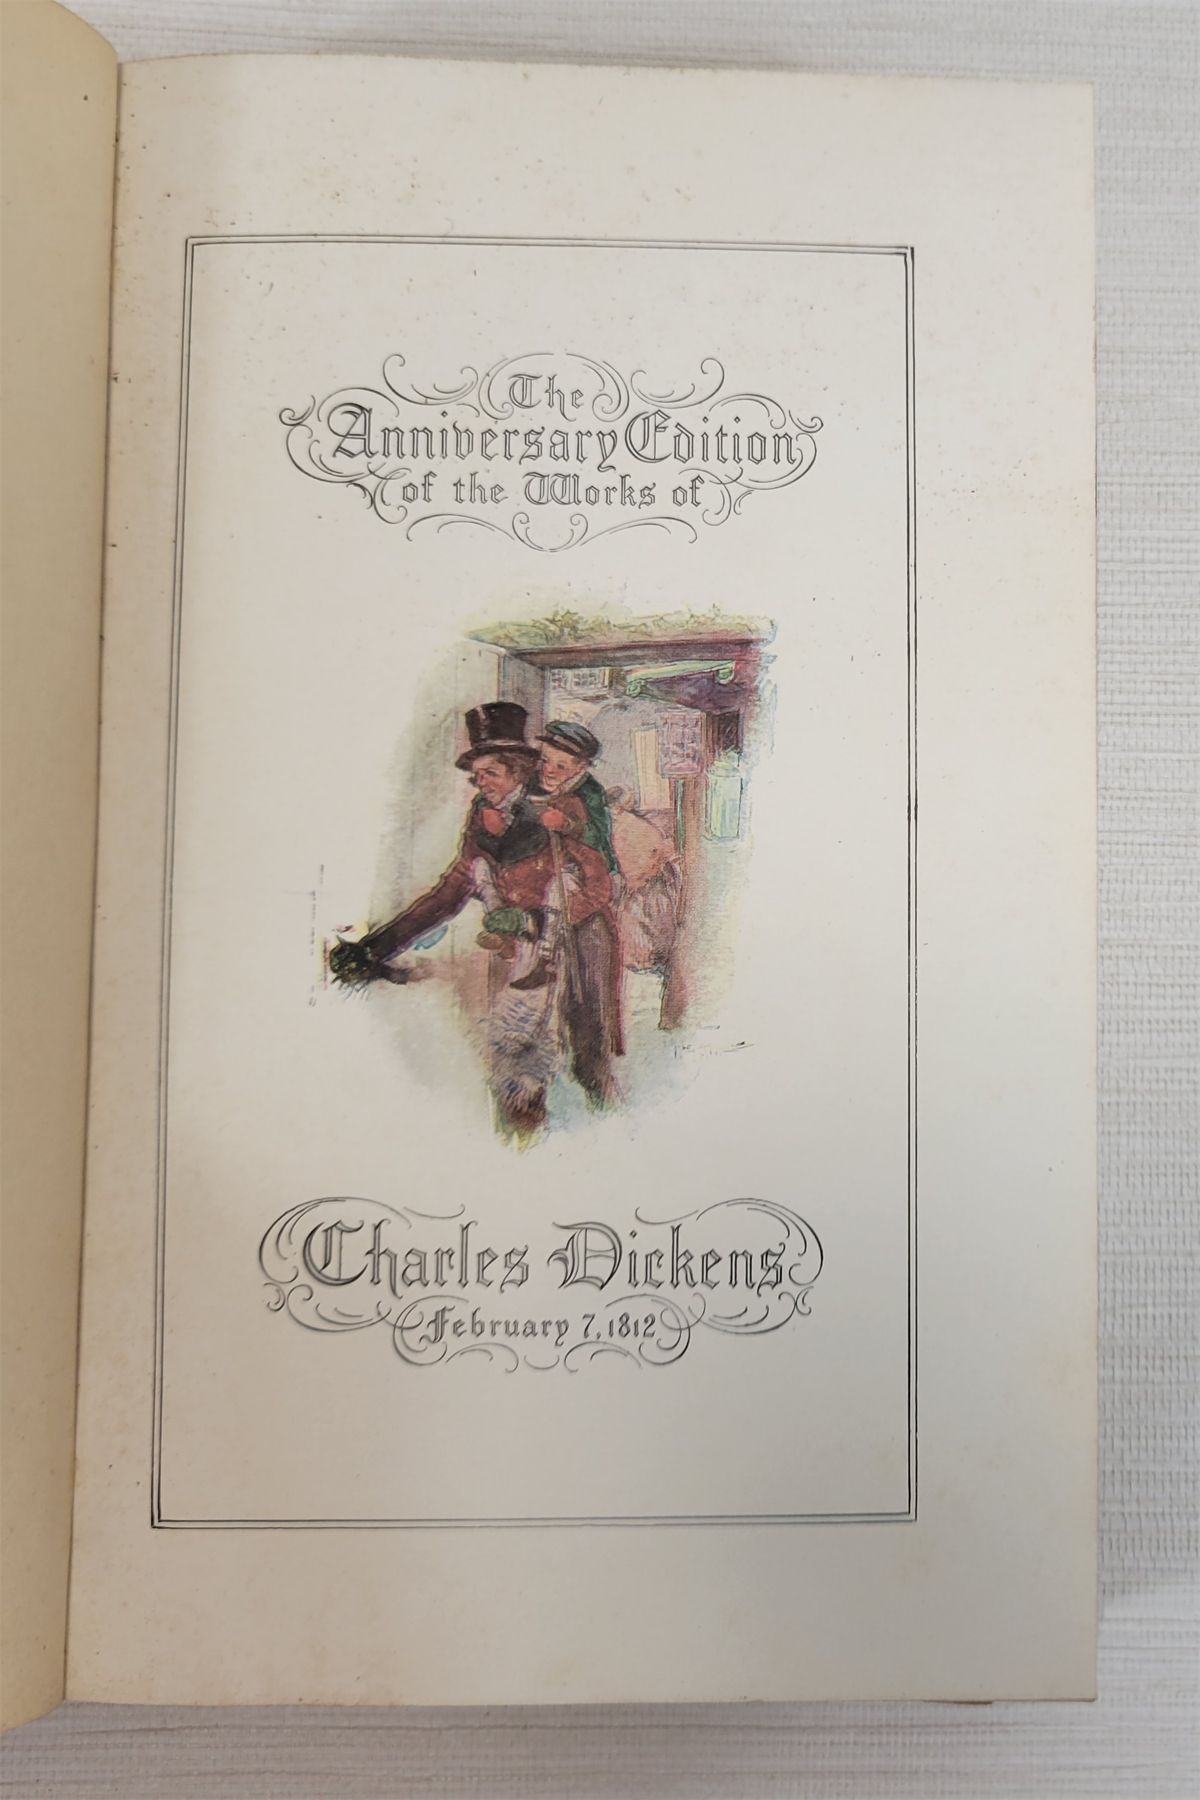 The
Anniversary Edition
of the Works of
Charles Dickens
February 7, 1812